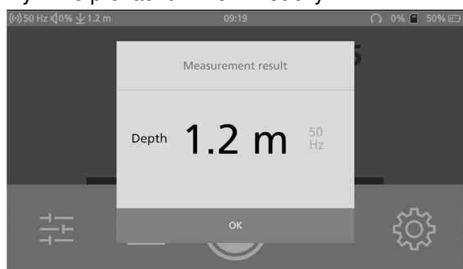 50 Hz 0% 1.2 m 09:19 0% 50%
Measurement result
Depth 1.2 m 50
Hz
OK